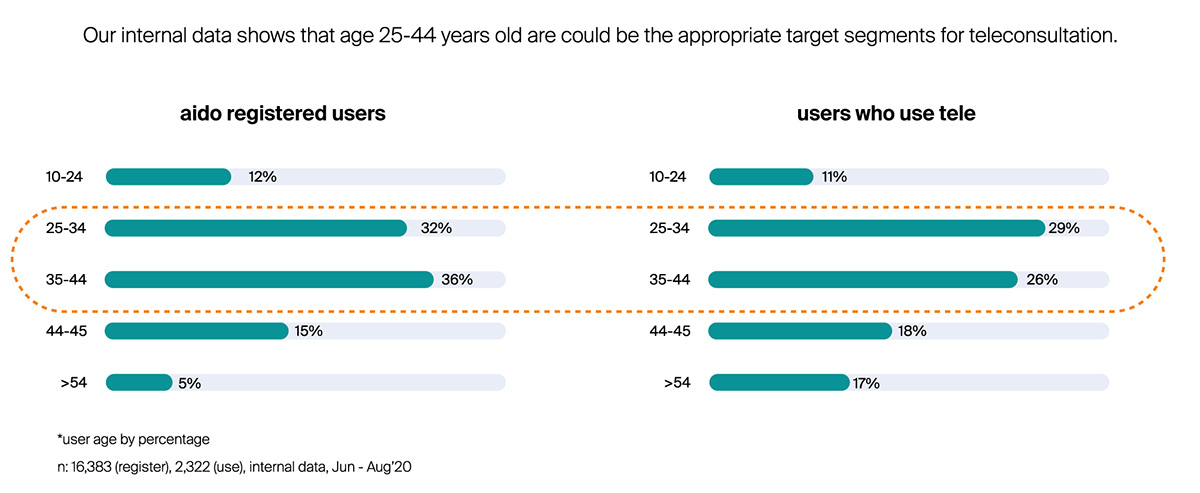 Our internal data shows that age 25-44 years old are could be the appropriate target segments for teleconsultation.
aido registered users
10-24 12%
25-34 32%
35-44 36%
44-45 15%
>54 5%
users who use tele
10-24 11%
25-34 29%
35-44 26%
44-45 18%
>54 17%
*user age by percentage
n: 16,383 (register), 2,322 (use), internal data, Jun - Aug'20